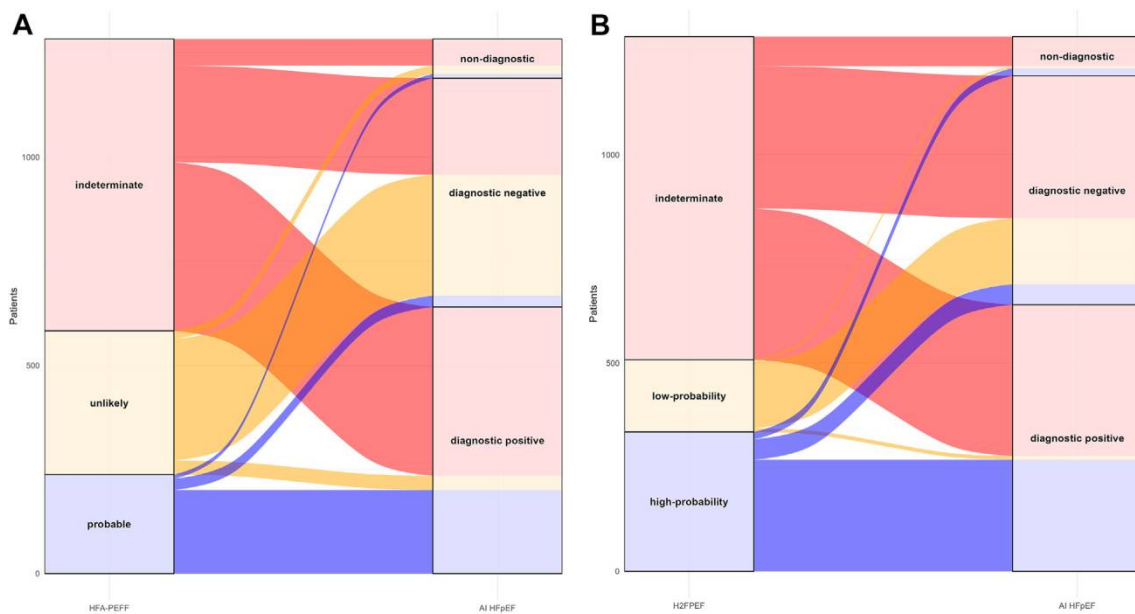 A
non-diagnostic
1000
indeterminate
diagnostic negative
Patients
500
unlikely
diagnostic positive
probable
0
HFA-PEFF
AI HFpEF
B
non-diagnostic
1000
indeterminate
diagnostic negative
Patients
500
low-probability
diagnostic positive
high-probability
0
H2FPEF
AI HFpEF